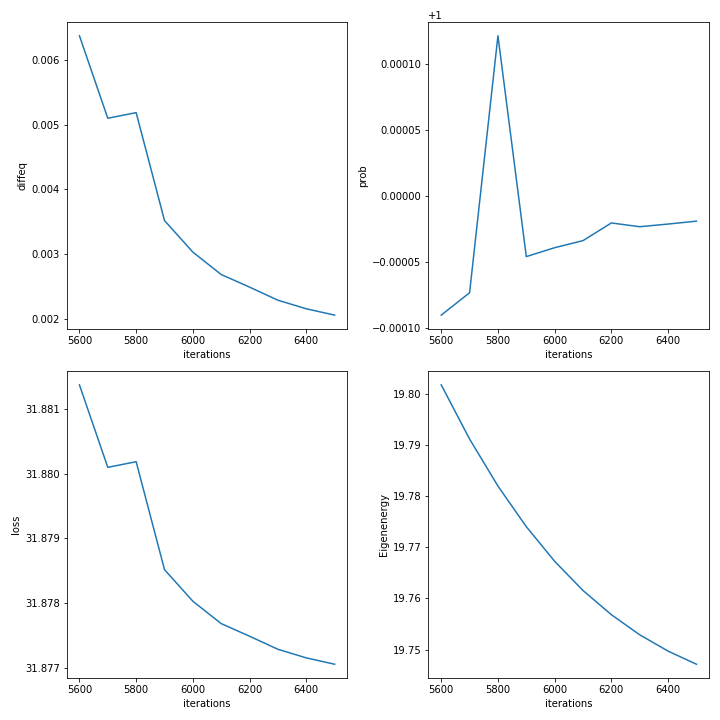 0.006
0.005
0.004
0.003
0.002
diffeq
5600 5800 6000 6200 6400
iterations
+1
0.00010
0.00005
0.00000
−0.00005
−0.00010
prob
5600 5800 6000 6200 6400
iterations
31.881
31.880
31.879
31.878
31.877
loss
5600 5800 6000 6200 6400
iterations
19.80
19.79
19.78
19.77
19.76
19.75
Eigenenergy
5600 5800 6000 6200 6400
iterations